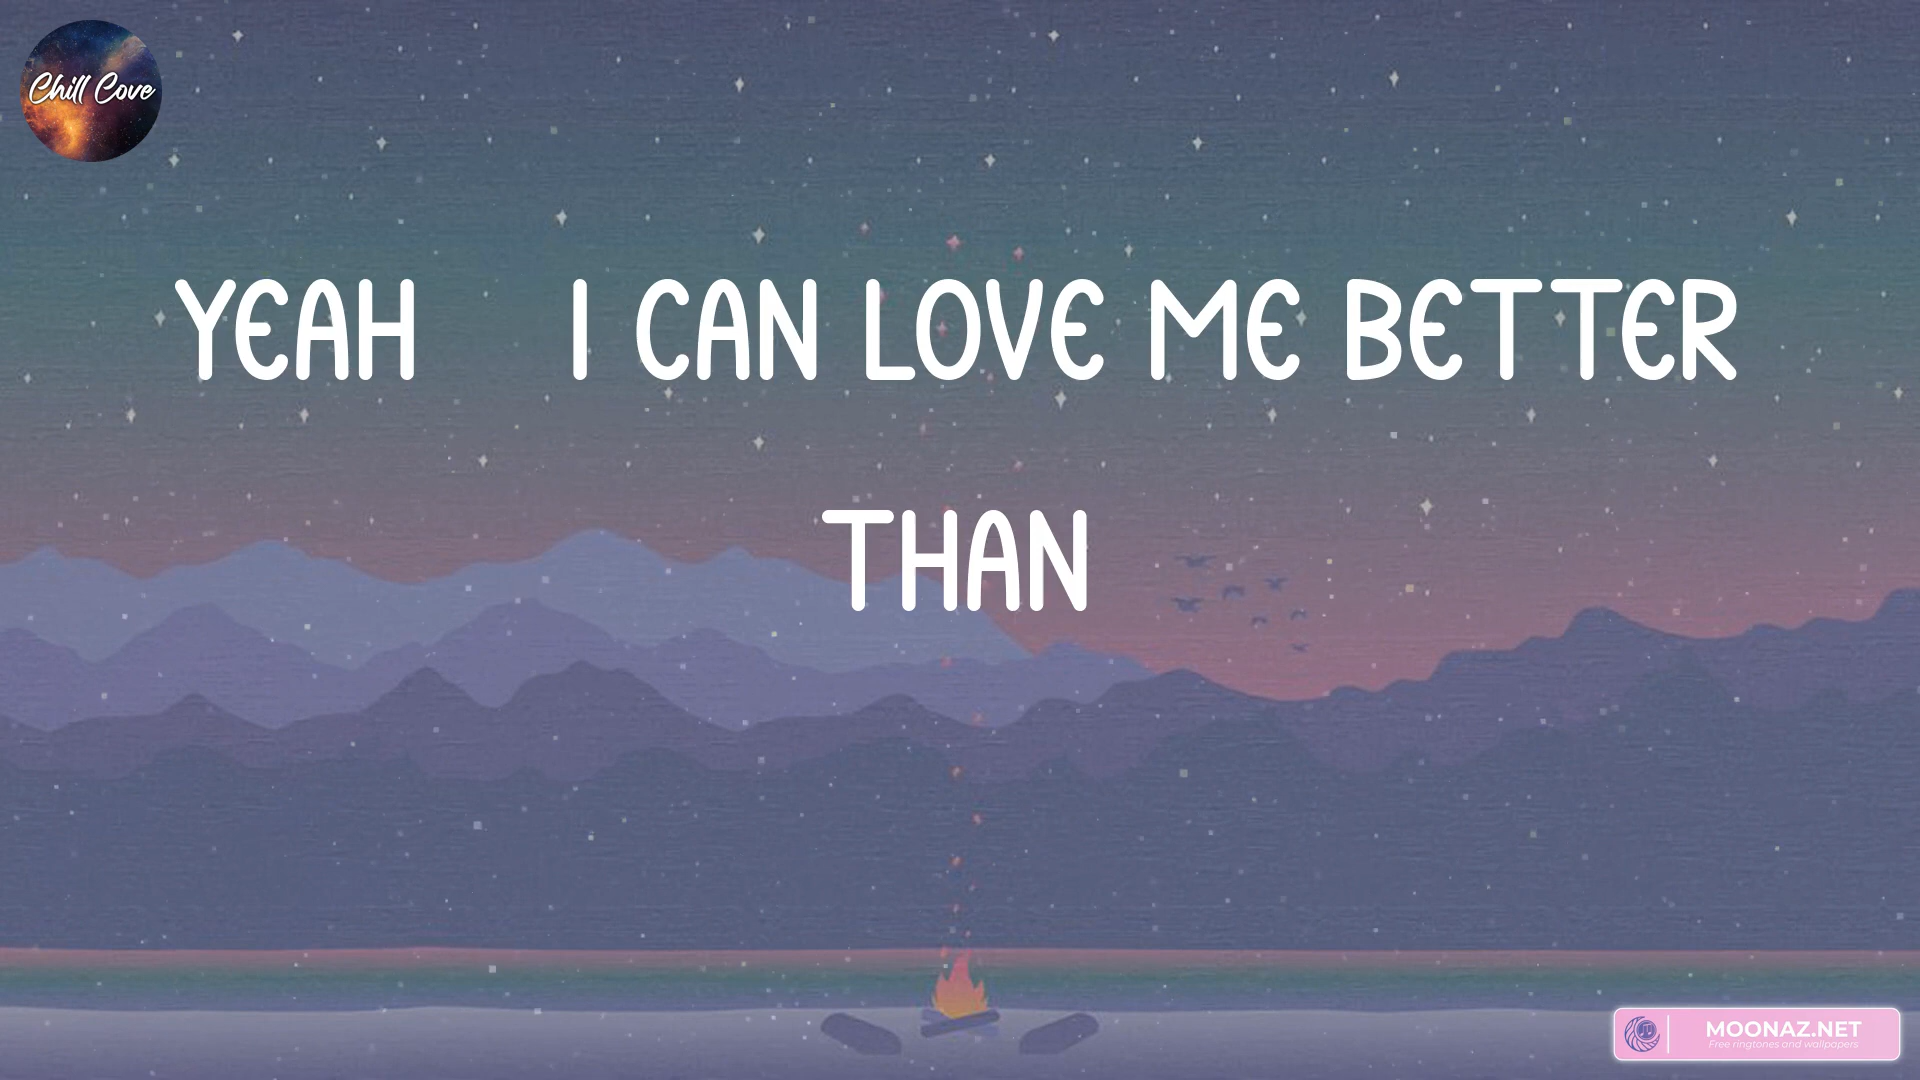 Chill Cove
YEAH I CAN LOVE ME BETTER
THAN
MOONAZ.NET
Free ringtones and wallpapers